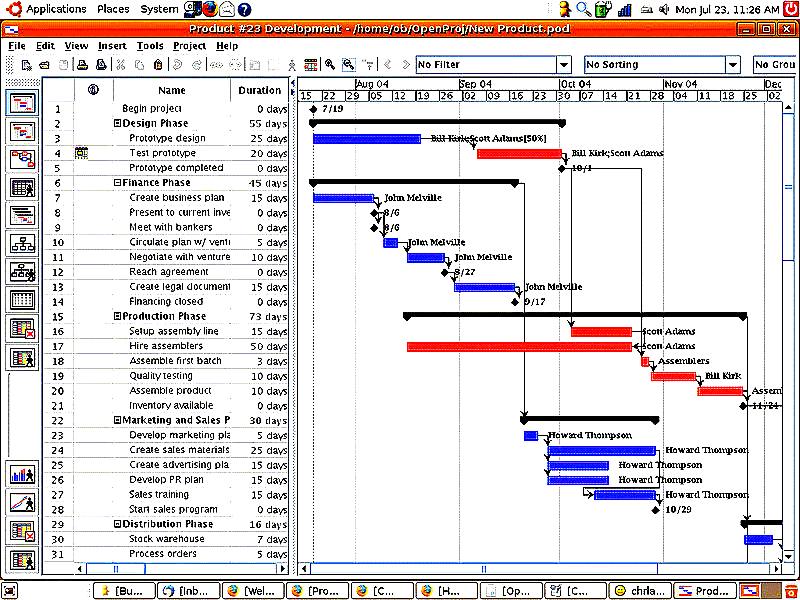 Applications Places System Mon Jul 23, 11:26 AM
Product #23 Development - /home/ob/OpenProj/New Product.pod
File Edit View Insert Tools Project Help
No Filter No Sorting No Grou
Name Duration
Aug 04 Sep 04 Oct 04 Nov 04 Dec
15 22 29 05 12 19 26 02 09 16 23 30 07 14 21 28 04 11 18 25 02
1 Begin project 0 days 7/19
2 Design Phase 55 days
3 Prototype design 25 days Bill Kirk;Scott Adams[50%]
4 Test prototype 20 days Bill Kirk;Scott Adams
5 Prototype completed 0 days 10/1
6 Finance Phase 45 days
7 Create business plan 15 days John Melville
8 Present to current inve 0 days 8/6
9 Meet with bankers 0 days 8/6
10 Circulate plan w/ vent 5 days John Melville
11 Negotiate with venture 10 days John Melville
12 Reach agreement 0 days 8/27
13 Create legal document 15 days John Melville
14 Financing closed 0 days 9/17
15 Production Phase 73 days
16 Setup assembly line 15 days Scott Adams
17 Hire assemblers 50 days Scott Adams
18 Assemble first batch 3 days Assemblers
19 Quality testing 10 days Bill Kirk
20 Assemble product 10 days Assem
21 Inventory available 0 days 11/24
22 Marketing and Sales P 30 days
23 Develop marketing pla 5 days Howard Thompson
24 Create sales materials 25 days Howard Thompson
25 Create advertising pla 15 days Howard Thompson
26 Develop PR plan 15 days Howard Thompson
27 Sales training 15 days Howard Thompson
28 Start sales program 0 days 10/29
29 Distribution Phase 16 days
30 Stock warehouse 7 days
31 Process orders 5 days
[Bu... [Inb... [Wel... [Pro... [C... [H... [Op... [C... chrla... Prod...